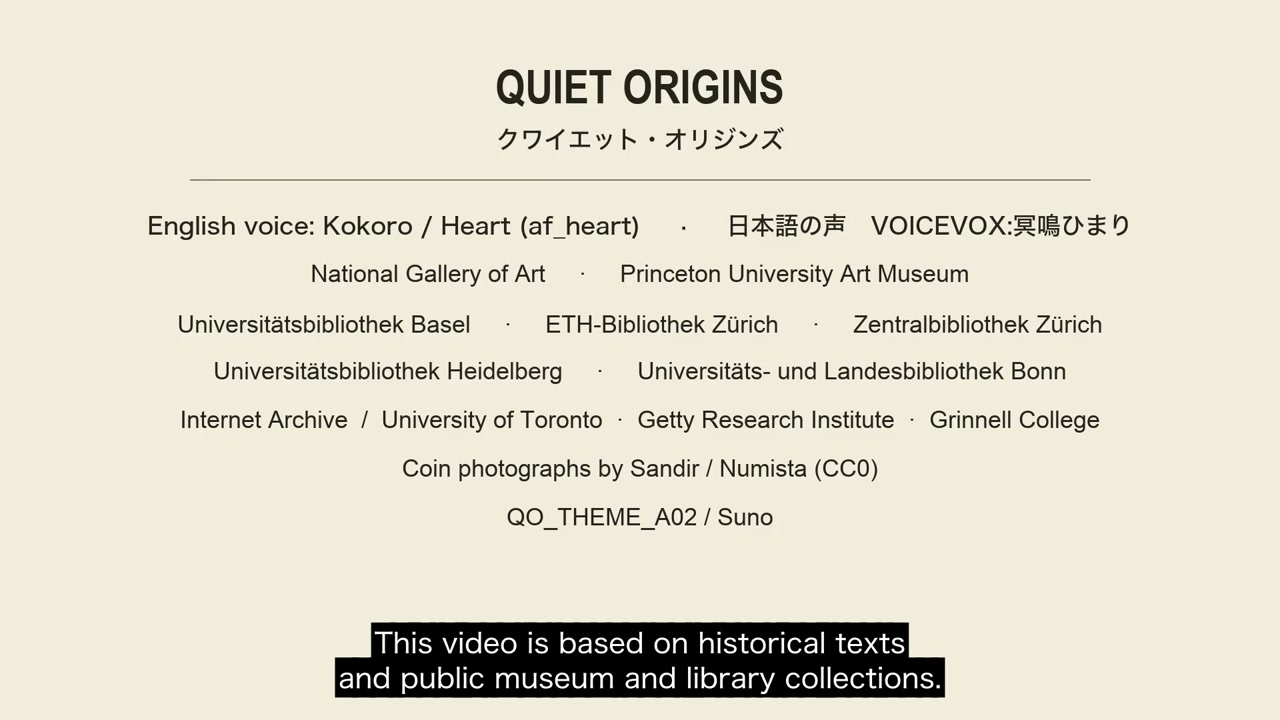 QUIET ORIGINS
クワイエット・オリジンズ
English voice: Kokoro / Heart (af_heart) · 日本語の声 VOICEVOX:冥鳴ひまり
National Gallery of Art · Princeton University Art Museum
Universitätsbibliothek Basel · ETH-Bibliothek Zürich · Zentralbibliothek Zürich
Universitätsbibliothek Heidelberg · Universitäts- und Landesbibliothek Bonn
Internet Archive / University of Toronto · Getty Research Institute · Grinnell College
Coin photographs by Sandir / Numista (CC0)
QO_THEME_A02 / Suno
This video is based on historical texts
and public museum and library collections.